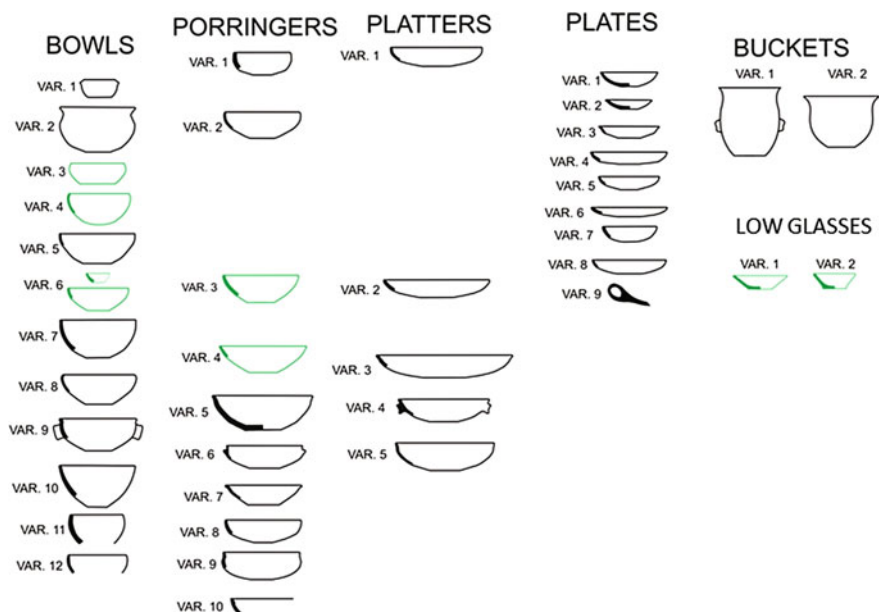 BOWLS
VAR. 1
VAR. 2
VAR. 3
VAR. 4
VAR. 5
VAR. 6
VAR. 7
VAR. 8
VAR. 9
VAR. 10
VAR. 11
VAR. 12
PORRINGERS
VAR. 1
VAR. 2
VAR. 3
VAR. 4
VAR. 5
VAR. 6
VAR. 7
VAR. 8
VAR. 9
VAR. 10
PLATTERS
VAR. 1
VAR. 2
VAR. 3
VAR. 4
VAR. 5
PLATES
VAR. 1
VAR. 2
VAR. 3
VAR. 4
VAR. 5
VAR. 6
VAR. 7
VAR. 8
VAR. 9
BUCKETS
VAR. 1 VAR. 2
LOW GLASSES
VAR. 1 VAR. 2